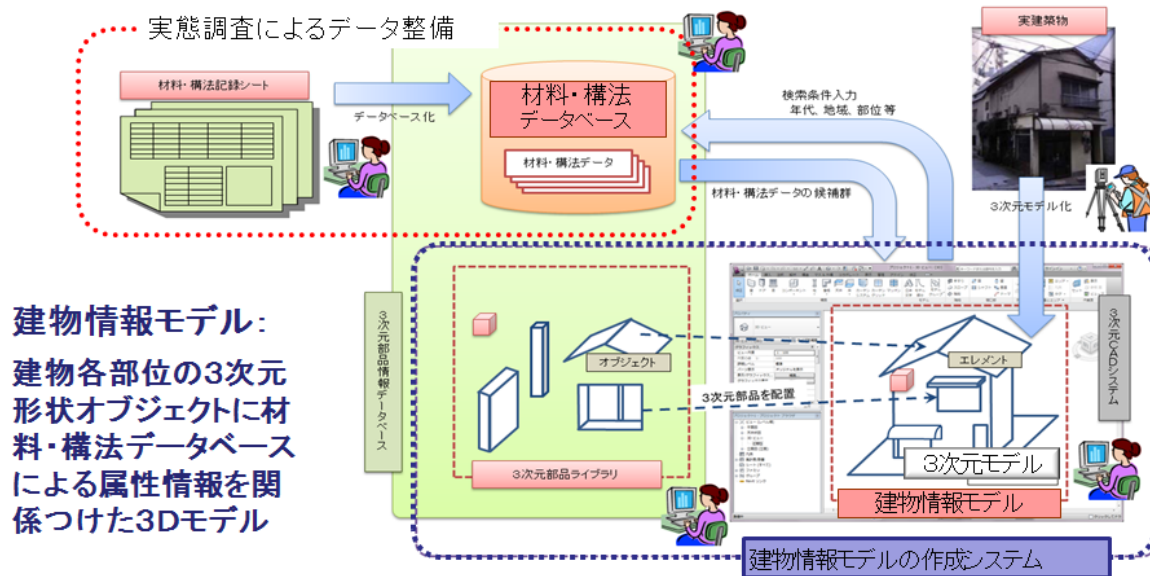 実態調査によるデータ整備
実建築物
材料・構法記録シート
データベース化
材料・構法
データベース
材料・構法データ
検索条件入力
年代、地域、部位等
材料・構法データの候補群
3次元モデル化
建物情報モデル:
建物各部位の3次元
形状オブジェクトに材
料・構法データベース
による属性情報を関
係つけた3Dモデル
3次元部品情報データベース
オブジェクト
3次元部品を配置
3次元部品ライブラリ
エレメント
3次元モデル
建物情報モデル
3次元CADシステム
建物情報モデルの作成システム